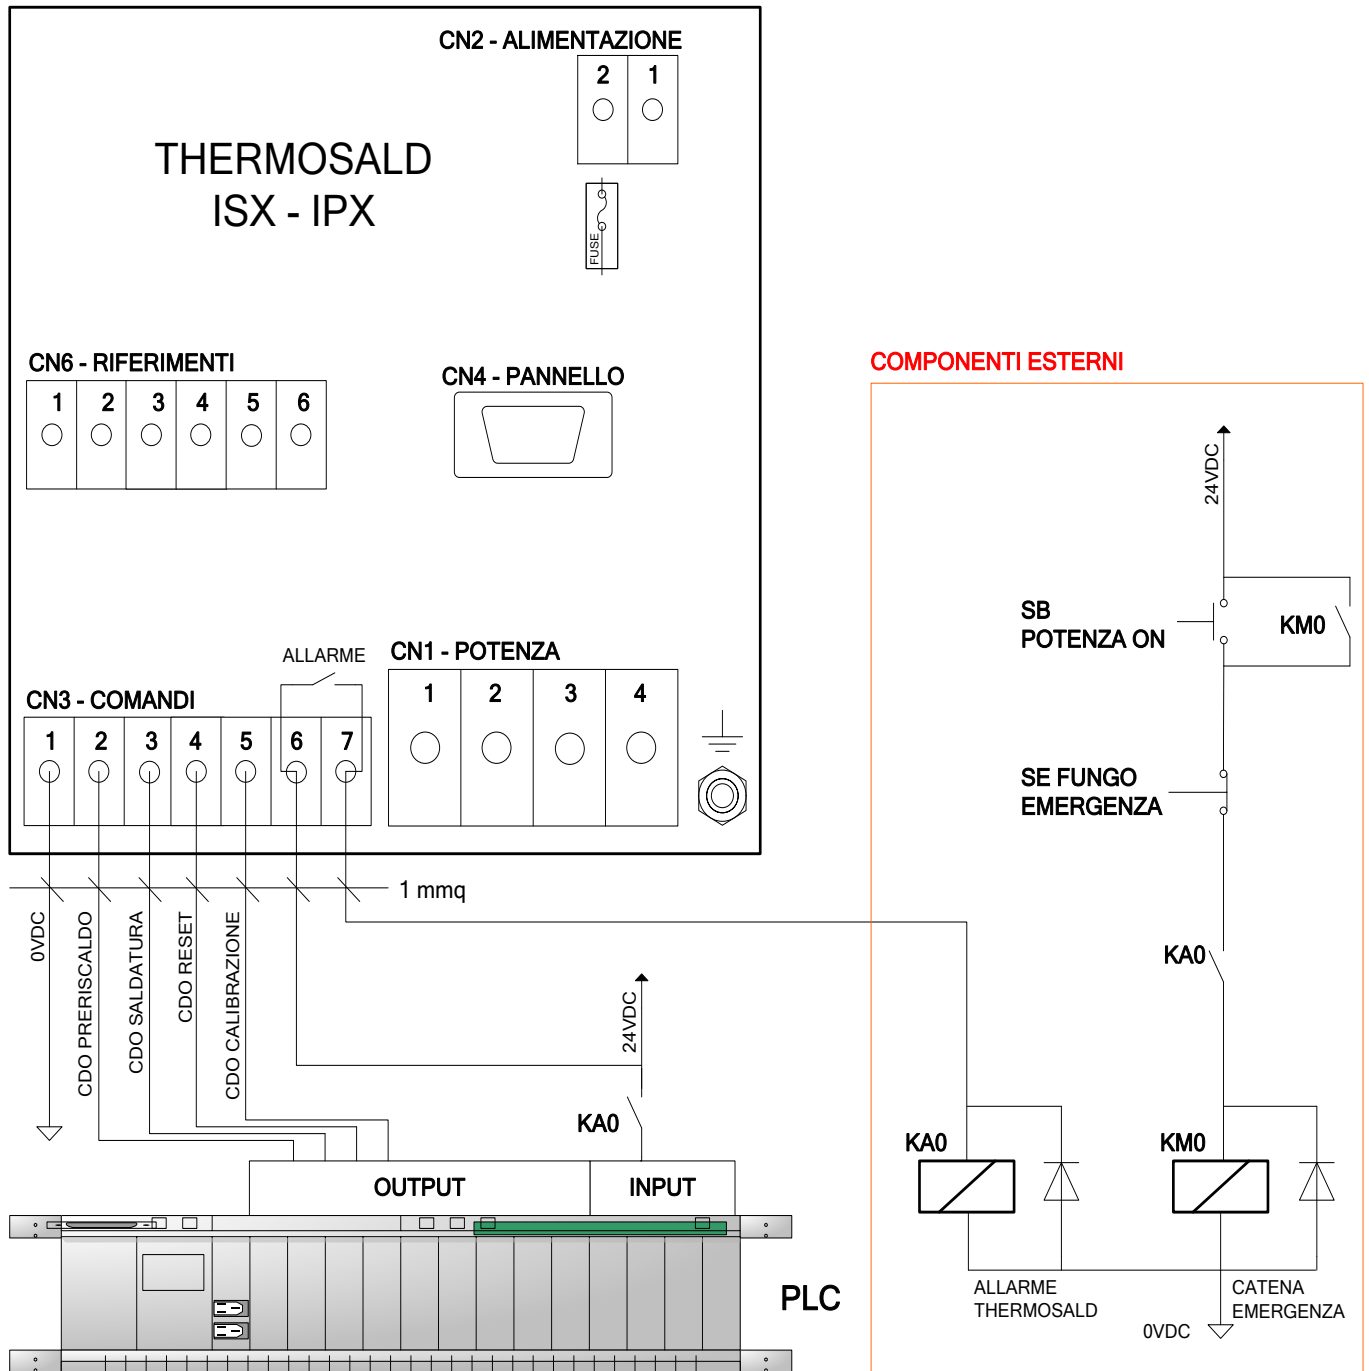 CN2 - ALIMENTAZIONE
2 1
THERMOSALD
ISX - IPX
FUSE
CN6 - RIFERIMENTI
1 2 3 4 5 6
CN4 - PANNELLO
COMPONENTI ESTERNI
24VDC
SB
POTENZA ON
KM0
ALLARME
CN1 - POTENZA
1 2 3 4
CN3 - COMANDI
1 2 3 4 5 6 7
SE FUNGO
EMERGENZA
1 mmq
0VDC
CDO PRERISCALDO
CDO SALDATURA
CDO RESET
CDO CALIBRAZIONE
24VDC
KA0
KA0
OUTPUT
INPUT
KA0
KM0
PLC
ALLARME
THERMOSALD
CATENA
EMERGENZA
0VDC